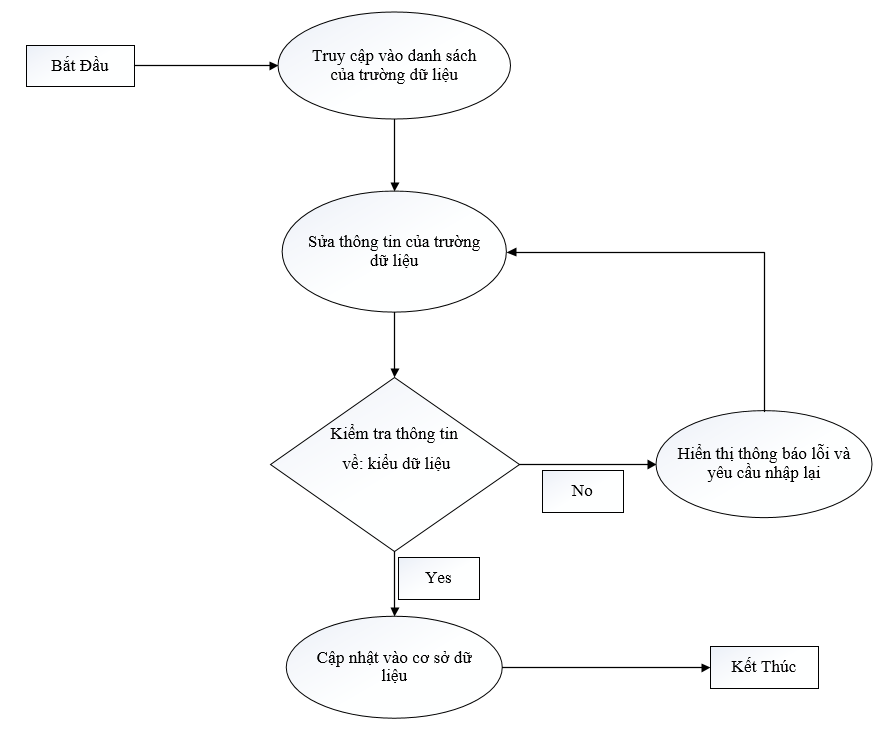 Bắt Đầu
Truy cập vào danh sách
của trường dữ liệu
Sửa thông tin của trường
dữ liệu
Kiểm tra thông tin
về: kiểu dữ liệu
No
Hiển thị thông báo lỗi và
yêu cầu nhập lại
Yes
Cập nhật vào cơ sở dữ
liệu
Kết Thúc